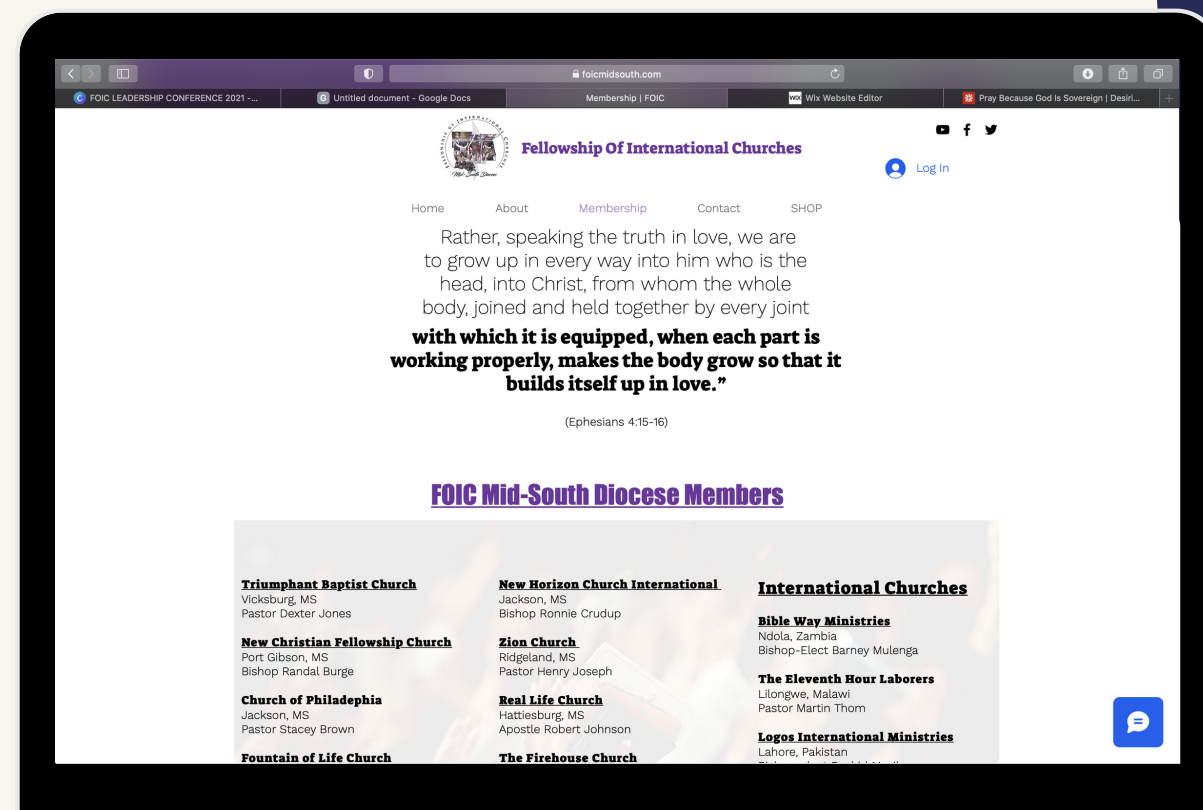 foicmidsouth.com
FOIC LEADERSHIP CONFERENCE 2021 -...
Untitled document - Google Docs
Membership | FOIC
WIX Wix Website Editor
Pray Because God Is Sovereign | Desiri...
FELLOWSHIP OF INTERNATIONAL CHURCHES
Mid-South Diocese
Fellowship Of International Churches
Log In
Home About Membership Contact SHOP
Rather, speaking the truth in love, we are
to grow up in every way into him who is the
head, into Christ, from whom the whole
body, joined and held together by every joint
with which it is equipped, when each part is
working properly, makes the body grow so that it
builds itself up in love.”
(Ephesians 4:15-16)
FOIC Mid-South Diocese Members
Triumphant Baptist Church
Vicksburg, MS
Pastor Dexter Jones
New Christian Fellowship Church
Port Gibson, MS
Bishop Randal Burge
Church of Philadephia
Jackson, MS
Pastor Stacey Brown
Fountain of Life Church
New Horizon Church International
Jackson, MS
Bishop Ronnie Crudup
Zion Church
Ridgeland, MS
Pastor Henry Joseph
Real Life Church
Hattiesburg, MS
Apostle Robert Johnson
The Firehouse Church
International Churches
Bible Way Ministries
Ndola, Zambia
Bishop-Elect Barney Mulenga
The Eleventh Hour Laborers
Lilongwe, Malawi
Pastor Martin Thom
Logos International Ministries
Lahore, Pakistan